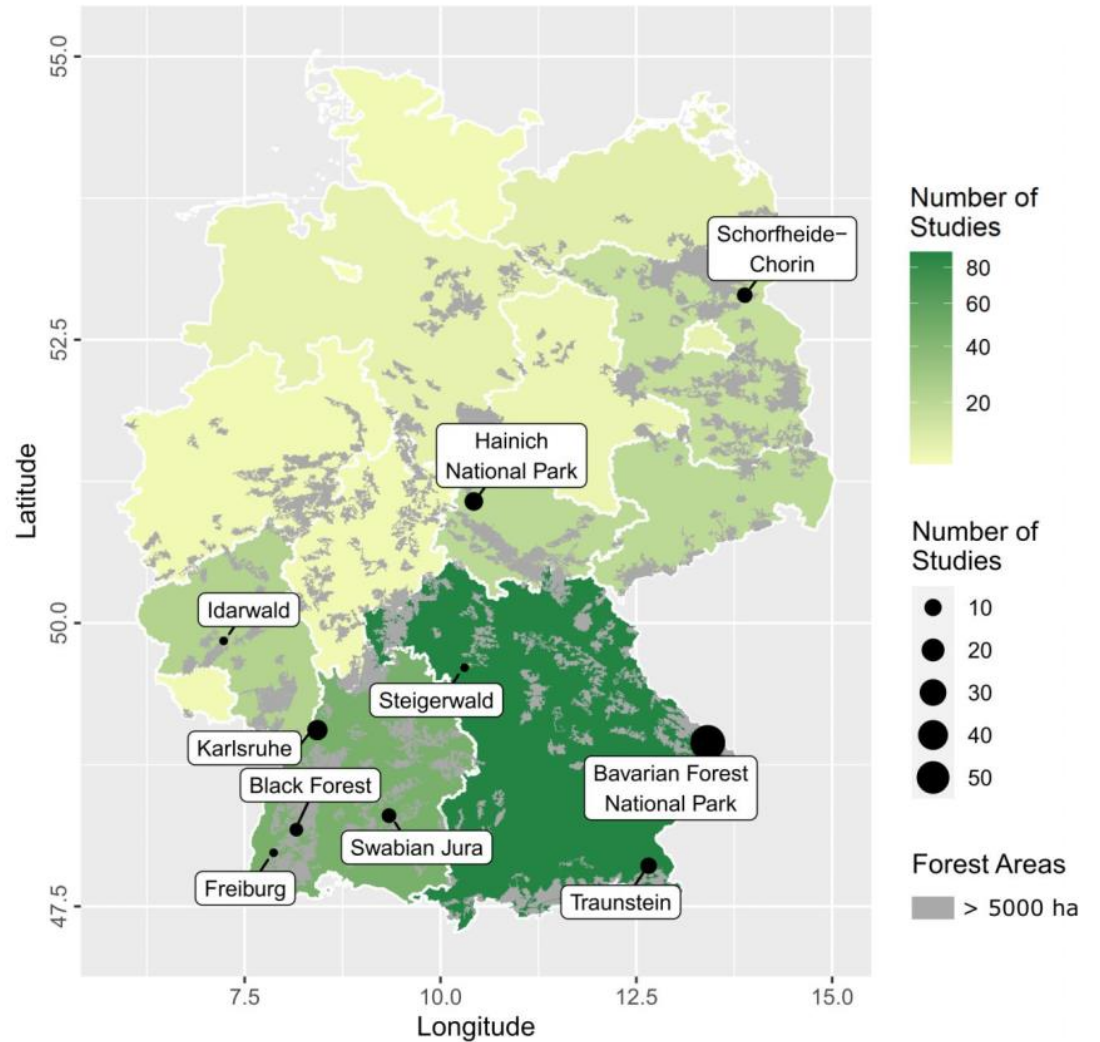 55.0
52.5
50.0
47.5
Latitude
7.5
10.0
12.5
15.0
Longitude
Schorfheide−
Chorin
Hainich
National Park
Idarwald
Steigerwald
Karlsruhe
Black Forest
Bavarian Forest
National Park
Swabian Jura
Freiburg
Traunstein
Number of
Studies
80
60
40
20
Number of
Studies
10
20
30
40
50
Forest Areas
> 5000 ha